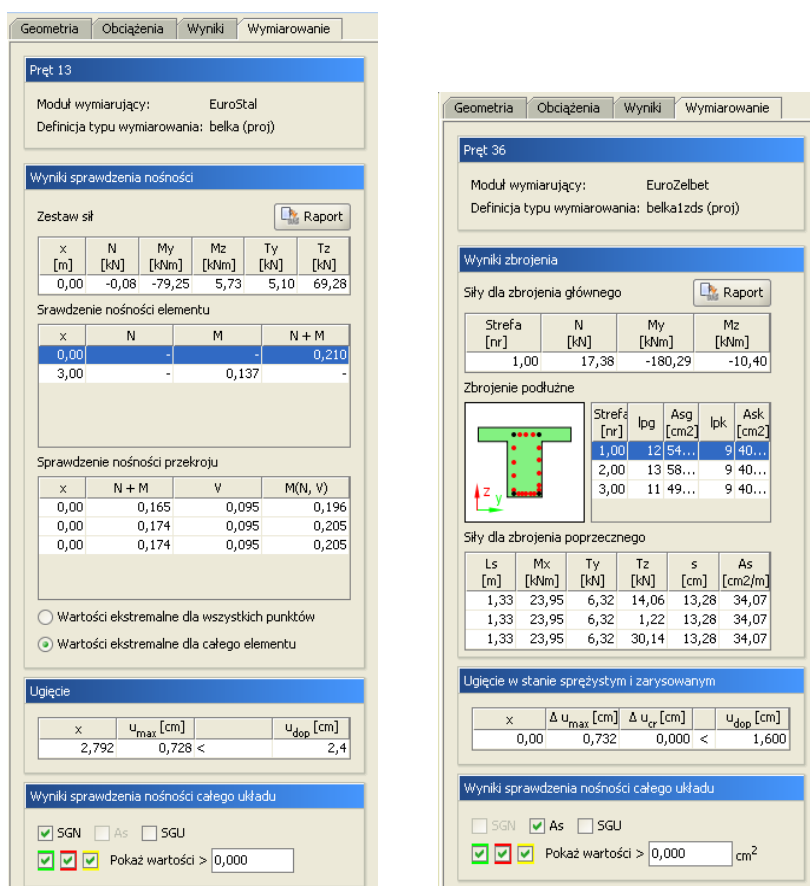 Geometria Obciążenia Wyniki Wymiarowanie
Pręt 13
Moduł wymiarujący: EuroStal
Definicja typu wymiarowania: belka (proj)
Wyniki sprawdzenia nośności
Zestaw sił Raport
x N My Mz Ty Tz
[m] [kN] [kNm] [kNm] [kN] [kN]
0,00 -0,08 -79,25 5,73 5,10 69,28
Srawdzenie nośności elementu
x N M N + M
0,00 - - 0,210
3,00 - 0,137 -
Sprawdzenie nośności przekroju
x N + M V M(N, V)
0,00 0,165 0,095 0,196
0,00 0,174 0,095 0,205
0,00 0,174 0,095 0,205
Wartości ekstremalne dla wszystkich punktów
Wartości ekstremalne dla całego elementu
Ugięcie
x umax [cm] udop [cm]
2,792 0,728 < 2,4
Wyniki sprawdzenia nośności całego układu
SGN As SGU
Pokaż wartości > 0,000
Geometria Obciążenia Wyniki Wymiarowanie
Pręt 36
Moduł wymiarujący: EuroZelbet
Definicja typu wymiarowania: belka1zds (proj)
Wyniki zbrojenia
Siły dla zbrojenia głównego Raport
Strefa N My Mz
[nr] [kN] [kNm] [kNm]
1,00 17,38 -180,29 -10,40
Zbrojenie podłużne
Strefa lpg Asg lpk Ask
[nr] [cm2] [cm2]
1,00 12 54... 9 40...
2,00 13 58... 9 40...
3,00 11 49... 9 40...
z y
Siły dla zbrojenia poprzecznego
Ls Mx Ty Tz s As
[m] [kNm] [kN] [kN] [cm] [cm2/m]
1,33 23,95 6,32 14,06 13,28 34,07
1,33 23,95 6,32 1,22 13,28 34,07
1,33 23,95 6,32 30,14 13,28 34,07
Ugięcie w stanie sprężystym i zarysowanym
x Δ umax [cm] Δ ucr [cm] udop [cm]
0,00 0,732 0,000 < 1,600
Wyniki sprawdzenia nośności całego układu
SGN As SGU
Pokaż wartości > 0,000 cm²